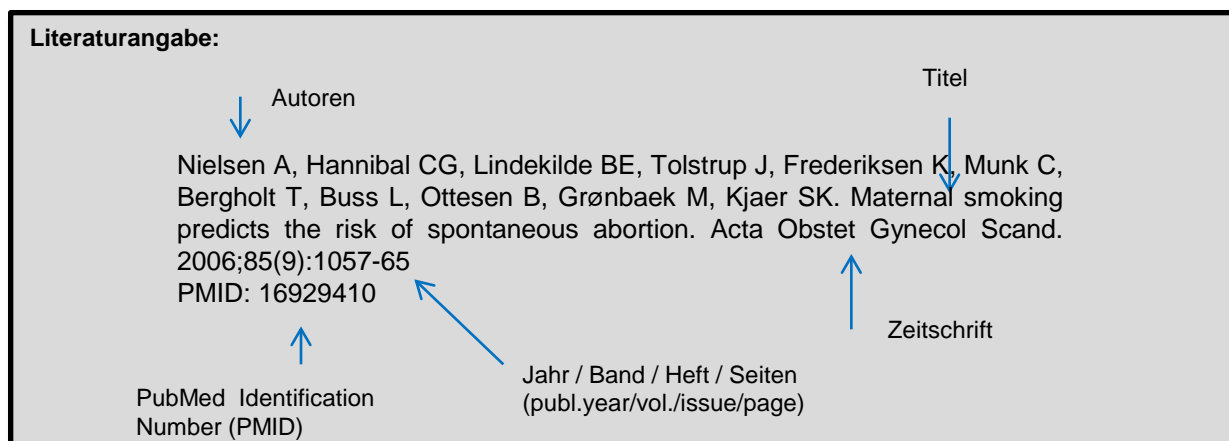 Literaturangabe:
Titel
Autoren
Nielsen A, Hannibal CG, Lindekilde BE, Tolstrup J, Frederiksen K, Munk C,
Bergholt T, Buss L, Ottesen B, Grønbaek M, Kjaer SK. Maternal smoking
predicts the risk of spontaneous abortion. Acta Obstet Gynecol Scand.
2006;85(9):1057-65
PMID: 16929410
Zeitschrift
Jahr / Band / Heft / Seiten
(publ.year/vol./issue/page)
PubMed Identification
Number (PMID)